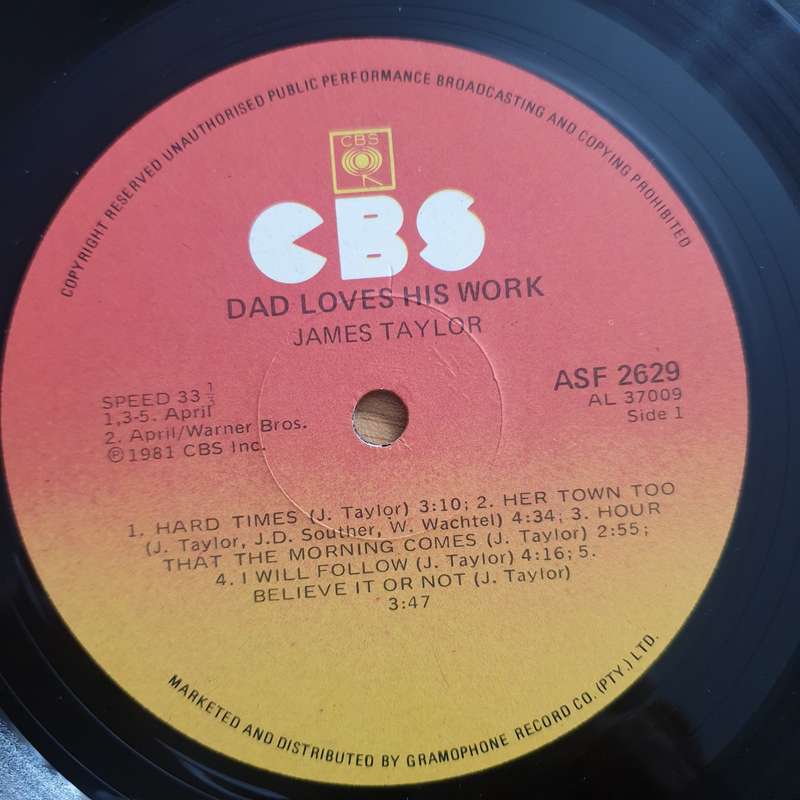 COPYRIGHT RESERVED UNAUTHORISED PUBLIC PERFORMANCE BROADCASTING AND COPYING PROHIBITED
CBS
CBS
DAD LOVES HIS WORK
JAMES TAYLOR
SPEED 33 1/3
1,3-5. April
2. April/Warner Bros.
℗1981 CBS Inc.
ASF 2629
AL 37009
Side 1
1. HARD TIMES (J. Taylor) 3:10; 2. HER TOWN TOO
(J. Taylor, J.D. Souther, W. Wachtel) 4:34; 3. HOUR
THAT THE MORNING COMES (J. Taylor) 2:55;
4. I WILL FOLLOW (J. Taylor) 4:16; 5.
BELIEVE IT OR NOT (J. Taylor)
3:47
MARKETED AND DISTRIBUTED BY GRAMOPHONE RECORD CO. (PTY.) LTD.